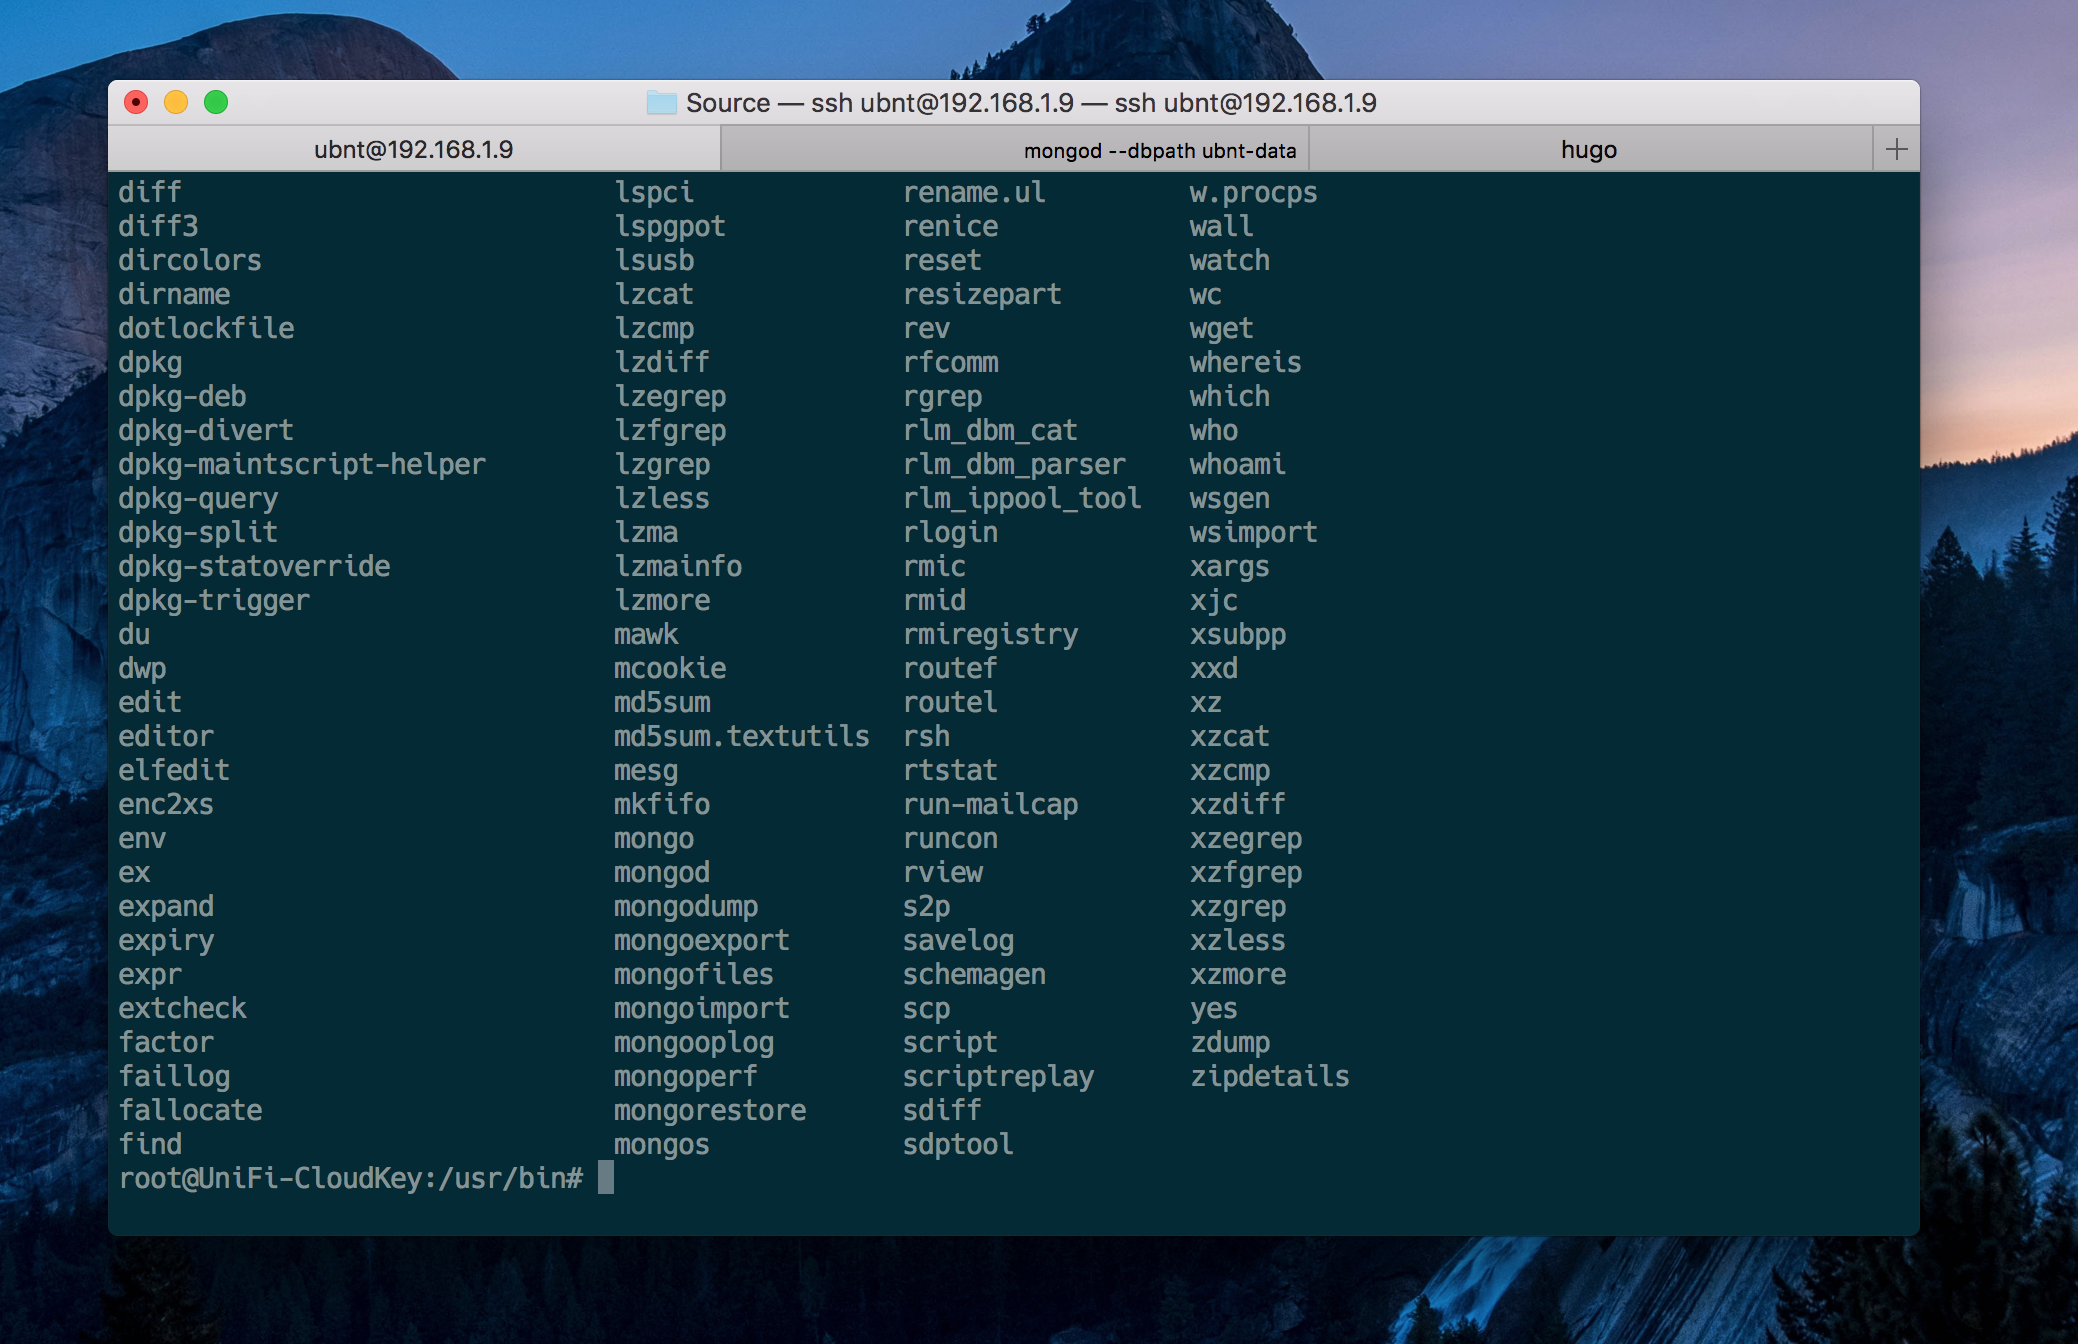 Source — ssh ubnt@192.168.1.9 — ssh ubnt@192.168.1.9
ubnt@192.168.1.9 mongod --dbpath ubnt-data hugo +
diff lspci rename.ul w.procps
diff3 lspgpot renice wall
dircolors lsusb reset watch
dirname lzcat resizepart wc
dotlockfile lzcmp rev wget
dpkg lzdiff rfcomm whereis
dpkg-deb lzegrep rgrep which
dpkg-divert lzfgrep rlm_dbm_cat who
dpkg-maintscript-helper lzgrep rlm_dbm_parser whoami
dpkg-query lzless rlm_ippool_tool wsgen
dpkg-split lzma rlogin wsimport
dpkg-statoverride lzmainfo rmic xargs
dpkg-trigger lzmore rmid xjc
du mawk rmiregistry xsubpp
dwp mcookie routef xxd
edit md5sum routel xz
editor md5sum.textutils rsh xzcat
elfedit mesg rtstat xzcmp
enc2xs mkfifo run-mailcap xzdiff
env mongo runcon xzegrep
ex mongod rview xzfgrep
expand mongodump s2p xzgrep
expiry mongoexport savelog xzless
expr mongofiles schemagen xzmore
extcheck mongoimport scp yes
factor mongooplog script zdump
faillog mongoperf scriptreplay zipdetails
fallocate mongorestore sdiff
find mongos sdptool
root@UniFi-CloudKey:/usr/bin#